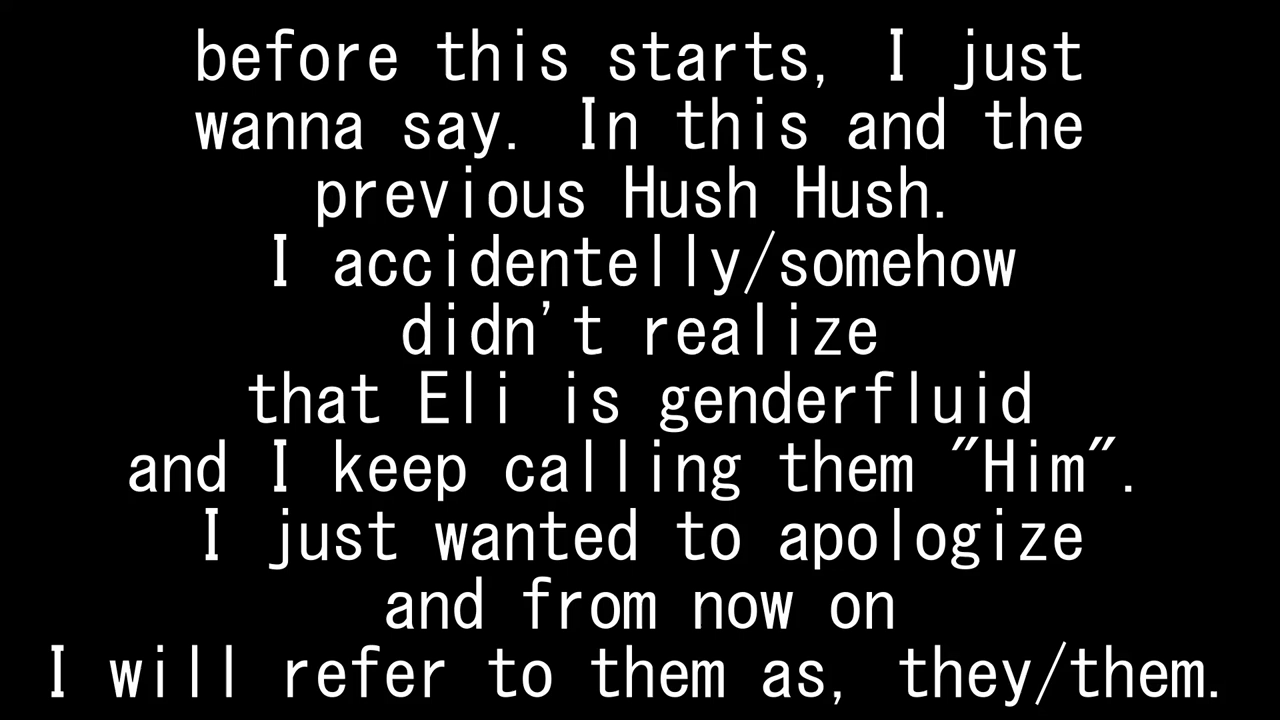 before this starts, I just
wanna say. In this and the
previous Hush Hush.
I accidentelly/somehow
didn't realize
that Eli is genderfluid
and I keep calling them "Him".
I just wanted to apologize
and from now on
I will refer to them as, they/them.